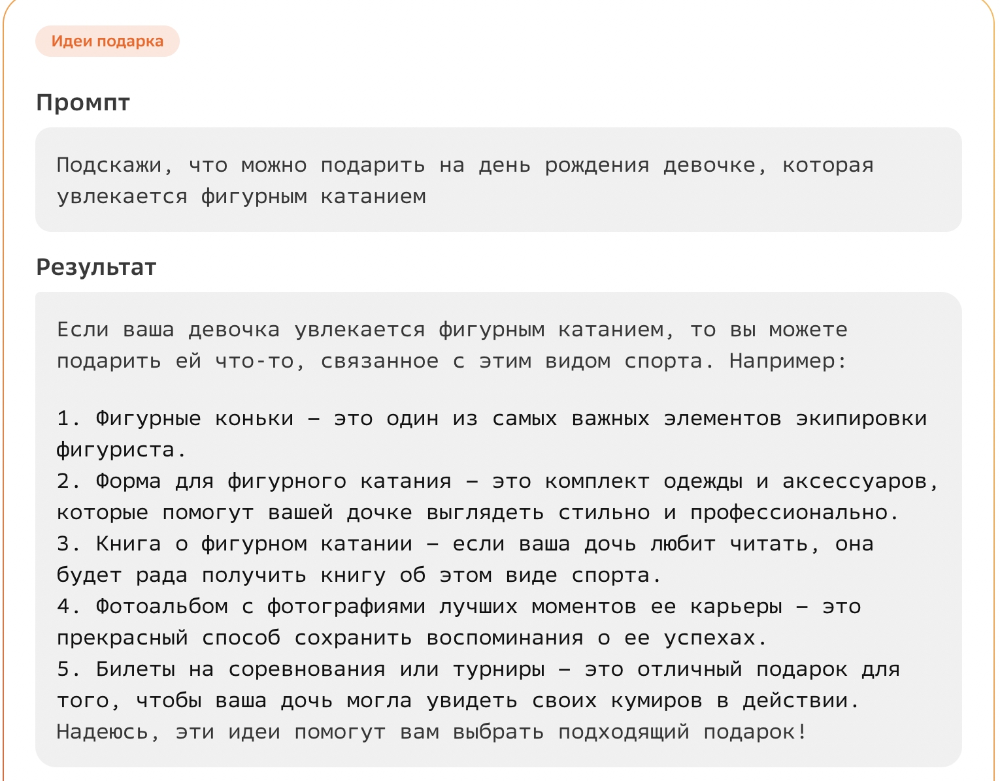 Идеи подарка
Промпт
Подскажи, что можно подарить на день рождения девочке, которая
увлекается фигурным катанием
Результат
Если ваша девочка увлекается фигурным катанием, то вы можете
подарить ей что-то, связанное с этим видом спорта. Например:
1. Фигурные коньки – это один из самых важных элементов экипировки
фигуриста.
2. Форма для фигурного катания – это комплект одежды и аксессуаров,
которые помогут вашей дочке выглядеть стильно и профессионально.
3. Книга о фигурном катании – если ваша дочь любит читать, она
будет рада получить книгу об этом виде спорта.
4. Фотоальбом с фотографиями лучших моментов ее карьеры – это
прекрасный способ сохранить воспоминания о ее успехах.
5. Билеты на соревнования или турниры – это отличный подарок для
того, чтобы ваша дочь могла увидеть своих кумиров в действии.
Надеюсь, эти идеи помогут вам выбрать подходящий подарок!